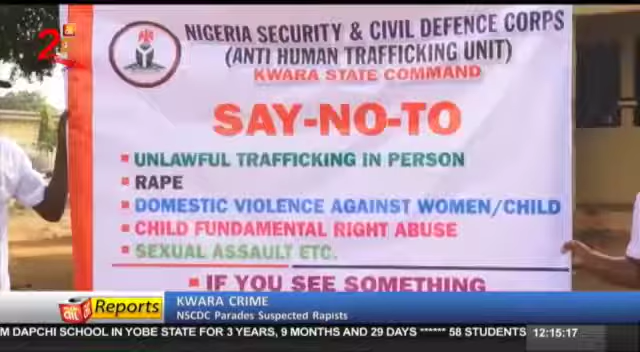 NIGERIA SECURITY & CIVIL DEFENCE CORPS
(ANTI HUMAN TRAFFICKING UNIT)
KWARA STATE COMMAND
SAY-NO-TO
UNLAWFUL TRAFFICKING IN PERSON
RAPE
DOMESTIC VIOLENCE AGAINST WOMEN/CHILD
CHILD FUNDAMENTAL RIGHT ABUSE
SEXUAL ASSAULT ETC.
IF YOU SEE SOMETHING
ait Reports
KWARA CRIME
NSCDC Parades Suspected Rapists
M DAPCHI SCHOOL IN YOBE STATE FOR 3 YEARS, 9 MONTHS AND 29 DAYS ****** 58 STUDENTS
12:15:17